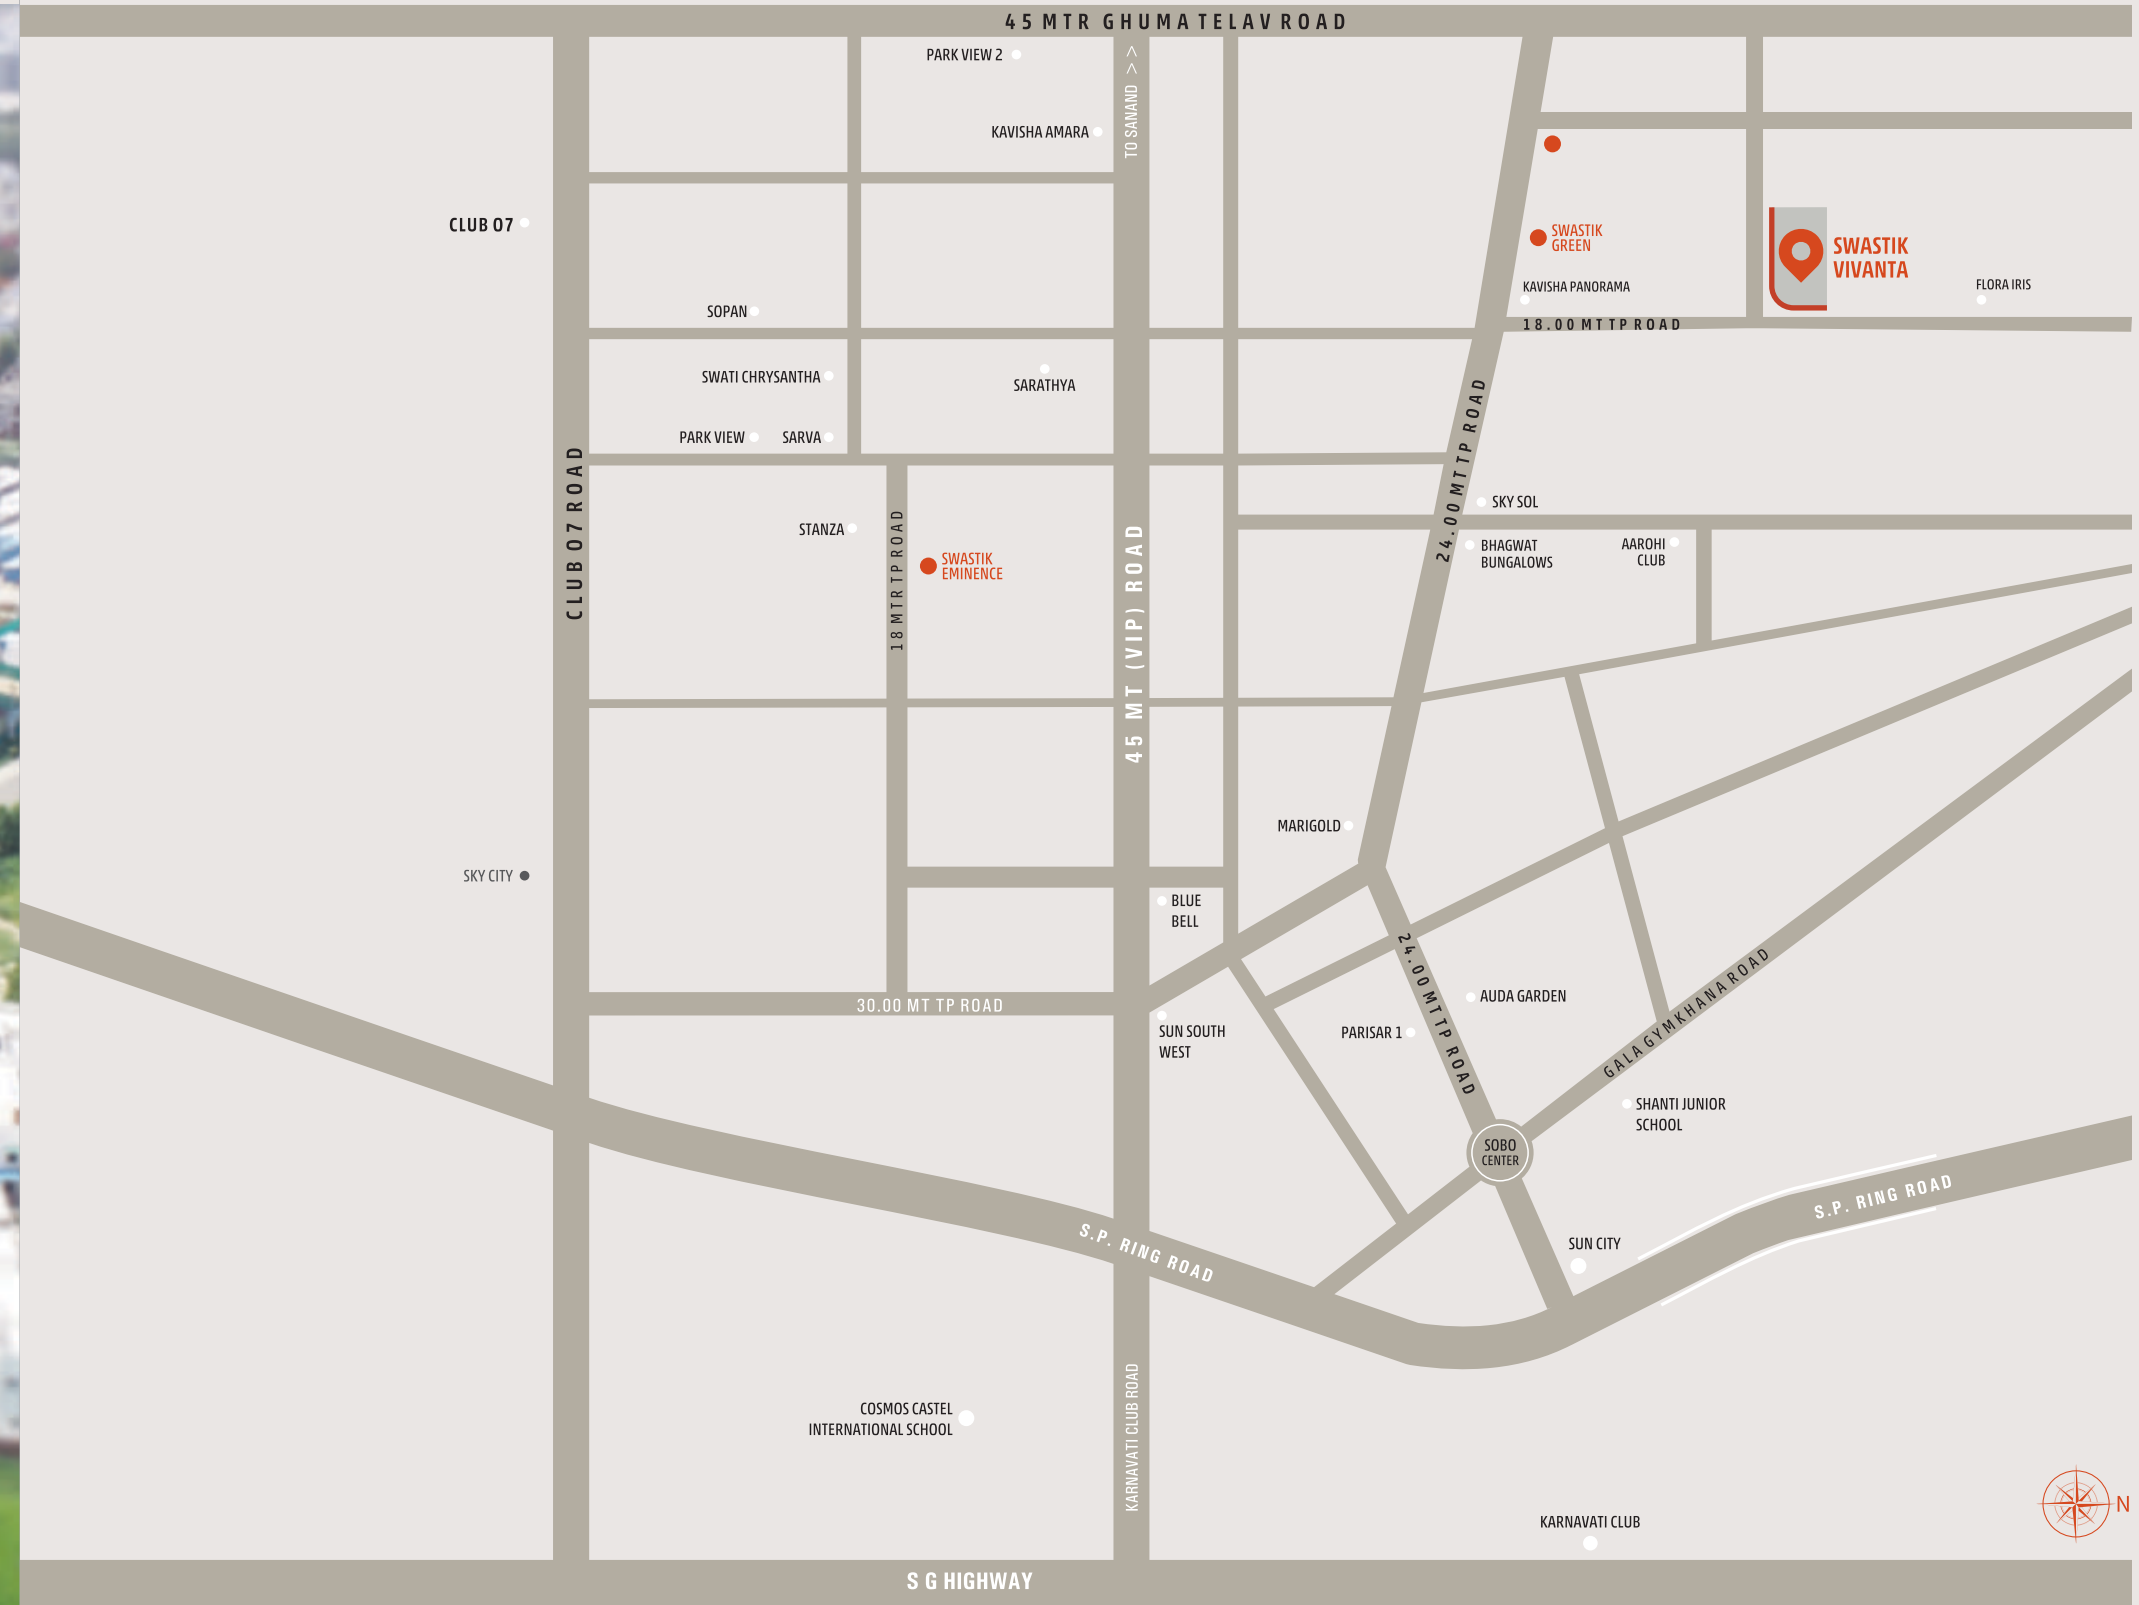 45 MTR GHUMA TELAV ROAD
PARK VIEW 2
TO SANAND >>
KAVISHA AMARA
CLUB 07
SWASTIK
GREEN
SWASTIK
VIVANTA
KAVISHA PANORAMA
FLORA IRIS
SOPAN
18.00 MT TP ROAD
SWATI CHRYSANTHA
SARATHYA
PARK VIEW
SARVA
24.00 MT TP ROAD
CLUB 07 ROAD
SKY SOL
STANZA
18 MTR TP ROAD
SWASTIK
EMINENCE
45 MT (VIP) ROAD
BHAGWAT
BUNGALOWS
AAROHI
CLUB
MARIGOLD
SKY CITY
BLUE
BELL
30.00 MT TP ROAD
SUN SOUTH
WEST
24.00 MT TP ROAD
AUDA GARDEN
PARISAR 1
GALA GYMKHANA ROAD
SHANTI JUNIOR
SCHOOL
SOBO
CENTER
S.P. RING ROAD
S.P. RING ROAD
SUN CITY
COSMOS CASTEL
INTERNATIONAL SCHOOL
KARNAVATI CLUB ROAD
KARNAVATI CLUB
N
S G HIGHWAY